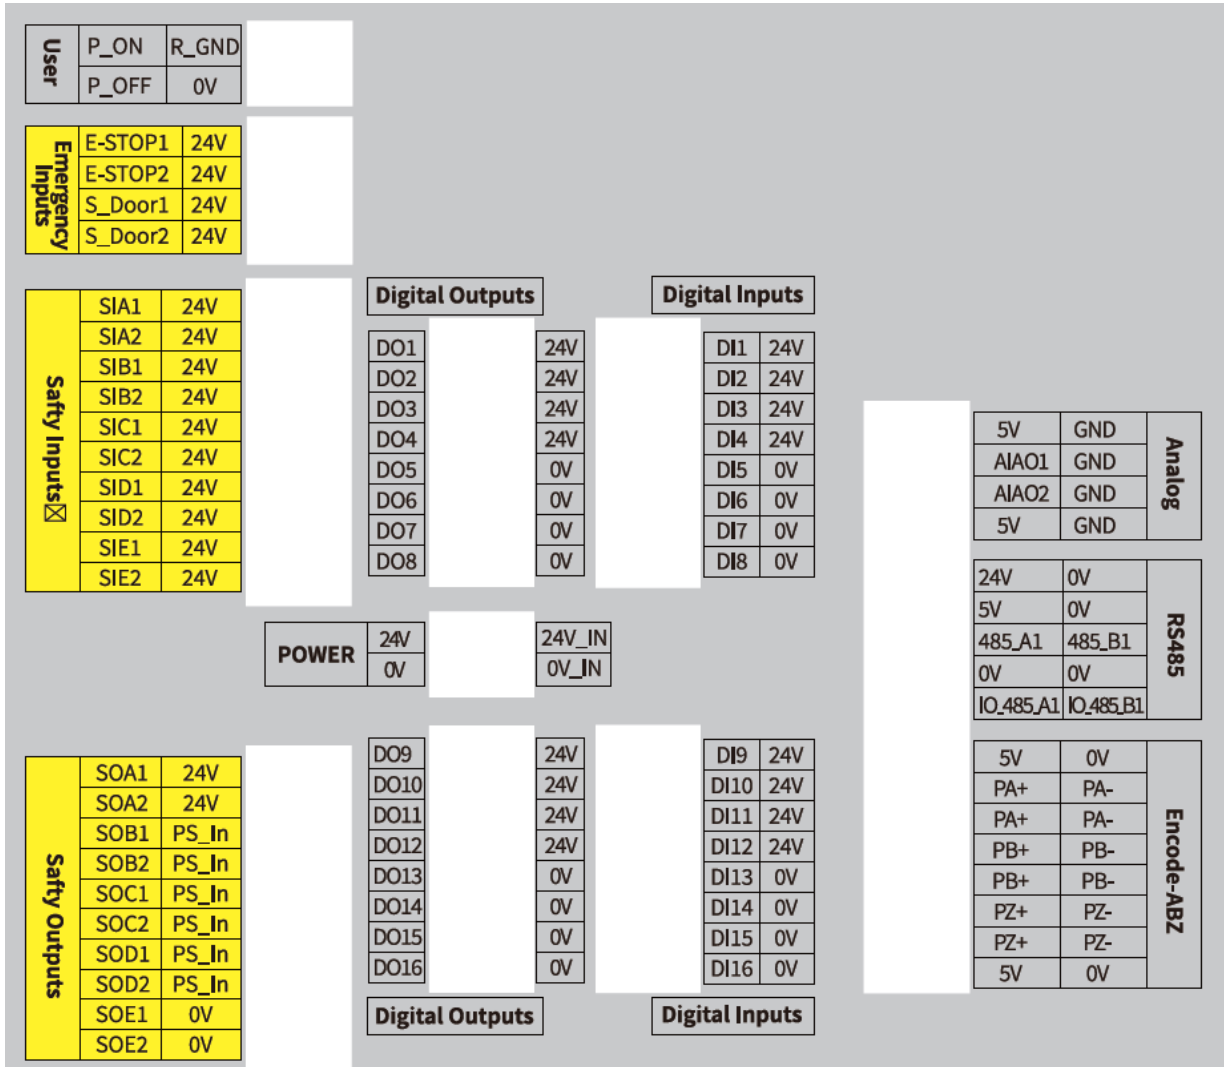 User
P_ON R_GND
P_OFF 0V
Emergency
Inputs
E-STOP1 24V
E-STOP2 24V
S_Door1 24V
S_Door2 24V
Safty Inputs
SIA1 24V
SIA2 24V
SIB1 24V
SIB2 24V
SIC1 24V
SIC2 24V
SID1 24V
SID2 24V
SIE1 24V
SIE2 24V
Digital Outputs
DO1 24V
DO2 24V
DO3 24V
DO4 24V
DO5 0V
DO6 0V
DO7 0V
DO8 0V
Digital Inputs
DI1 24V
DI2 24V
DI3 24V
DI4 24V
DI5 0V
DI6 0V
DI7 0V
DI8 0V
POWER
24V 24V_IN
0V 0V_IN
Safty Outputs
SOA1 24V
SOA2 24V
SOB1 PS_In
SOB2 PS_In
SOC1 PS_In
SOC2 PS_In
SOD1 PS_In
SOD2 PS_In
SOE1 0V
SOE2 0V
DO9 24V
DO10 24V
DO11 24V
DO12 24V
DO13 0V
DO14 0V
DO15 0V
DO16 0V
Digital Outputs
DI9 24V
DI10 24V
DI11 24V
DI12 24V
DI13 0V
DI14 0V
DI15 0V
DI16 0V
Digital Inputs
Analog
5V GND
AIAO1 GND
AIAO2 GND
5V GND
RS485
24V 0V
5V 0V
485_A1 485_B1
0V 0V
IO_485_A1 IO_485_B1
Encode-ABZ
5V 0V
PA+ PA-
PA+ PA-
PB+ PB-
PB+ PB-
PZ+ PZ-
PZ+ PZ-
5V 0V